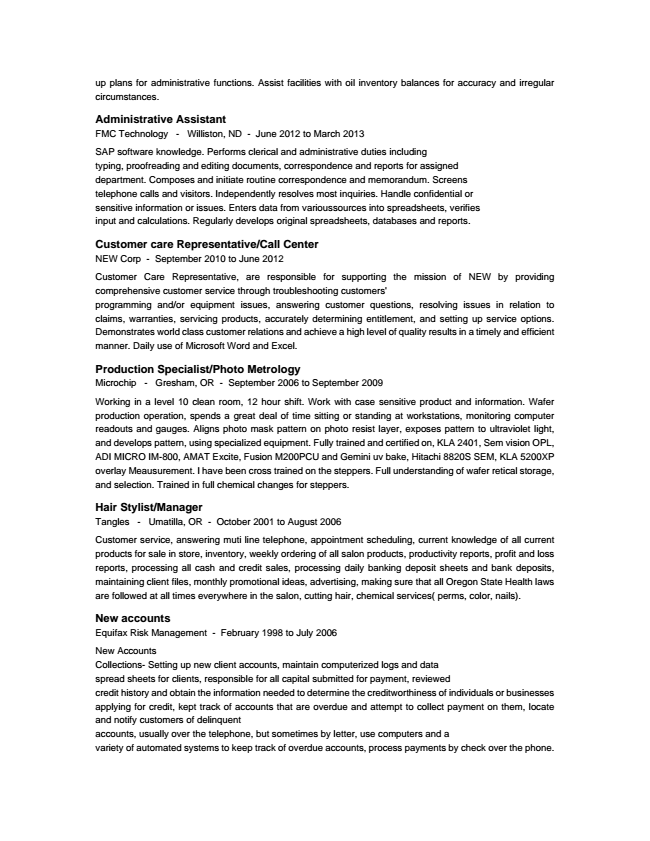 up plans for administrative functions. Assist facilities with oil inventory balances for accuracy and irregular
circumstances.
Administrative Assistant
FMC Technology - Williston, ND - June 2012 to March 2013
SAP software knowledge. Performs clerical and administrative duties including
typing, proofreading and editing documents, correspondence and reports for assigned
department. Composes and initiate routine correspondence and memorandum. Screens
telephone calls and visitors. Independently resolves most inquiries. Handle confidential or
sensitive information or issues. Enters data from varioussources into spreadsheets, verifies
input and calculations. Regularly develops original spreadsheets, databases and reports.
Customer care Representative/Call Center
NEW Corp - September 2010 to June 2012
Customer Care Representative, are responsible for supporting the mission of NEW by providing
comprehensive customer service through troubleshooting customers'
programming and/or equipment issues, answering customer questions, resolving issues in relation to
claims, warranties, servicing products, accurately determining entitlement, and setting up service options.
Demonstrates world class customer relations and achieve a high level of quality results in a timely and efficient
manner. Daily use of Microsoft Word and Excel.
Production Specialist/Photo Metrology
Microchip - Gresham, OR - September 2006 to September 2009
Working in a level 10 clean room, 12 hour shift. Work with case sensitive product and information. Wafer
production operation, spends a great deal of time sitting or standing at workstations, monitoring computer
readouts and gauges. Aligns photo mask pattern on photo resist layer, exposes pattern to ultraviolet light,
and develops pattern, using specialized equipment. Fully trained and certified on, KLA 2401, Sem vision OPL,
ADI MICRO IM-800, AMAT Excite, Fusion M200PCU and Gemini uv bake, Hitachi 8820S SEM, KLA 5200XP
overlay Meausurement. I have been cross trained on the steppers. Full understanding of wafer retical storage,
and selection. Trained in full chemical changes for steppers.
Hair Stylist/Manager
Tangles - Umatilla, OR - October 2001 to August 2006
Customer service, answering muti line telephone, appointment scheduling, current knowledge of all current
products for sale in store, inventory, weekly ordering of all salon products, productivity reports, profit and loss
reports, processing all cash and credit sales, processing daily banking deposit sheets and bank deposits,
maintaining client files, monthly promotional ideas, advertising, making sure that all Oregon State Health laws
are followed at all times everywhere in the salon, cutting hair, chemical services( perms, color, nails).
New accounts
Equifax Risk Management - February 1998 to July 2006
New Accounts
Collections- Setting up new client accounts, maintain computerized logs and data
spread sheets for clients, responsible for all capital submitted for payment, reviewed
credit history and obtain the information needed to determine the creditworthiness of individuals or businesses
applying for credit, kept track of accounts that are overdue and attempt to collect payment on them, locate
and notify customers of delinquent
accounts, usually over the telephone, but sometimes by letter, use computers and a
variety of automated systems to keep track of overdue accounts, process payments by check over the phone.